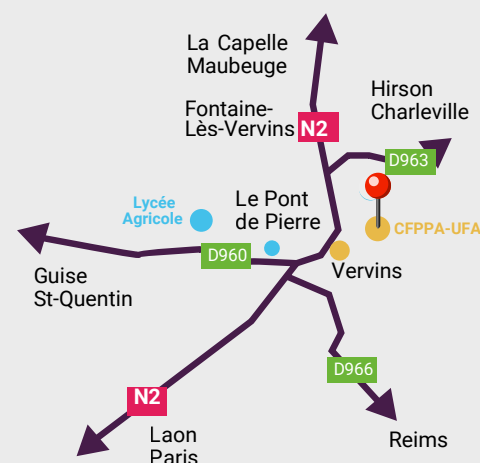 La Capelle
Maubeuge
Fontaine-
Lès-Vervins
N2
Hirson
Charleville
D963
Lycée
Agricole
Le Pont
de Pierre
CFPPA-UFA
D960
Vervins
Guise
St-Quentin
D966
N2
Laon
Paris
Reims